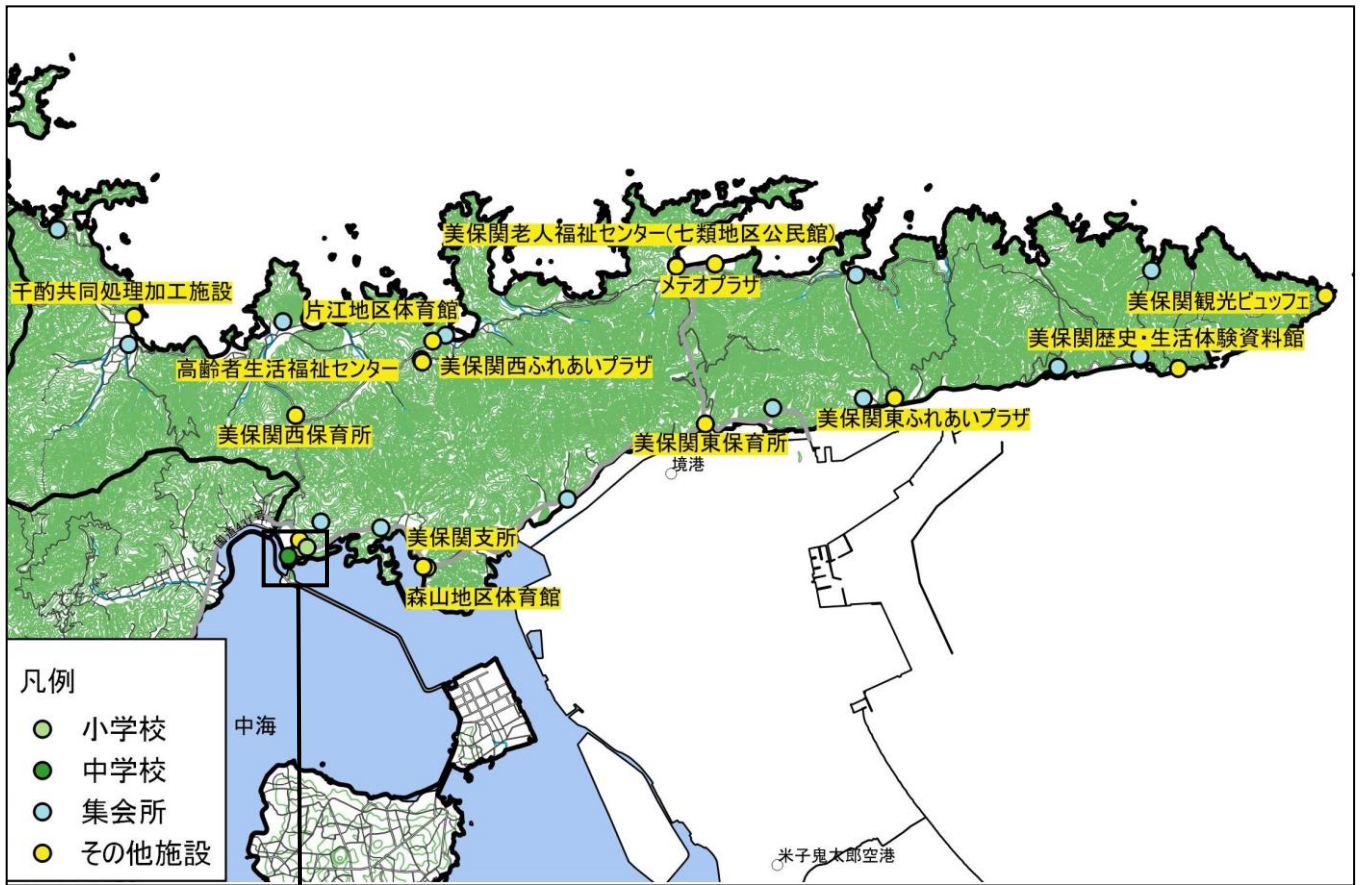 美保関老人福祉センター(七類地区公民館)
メテオプラザ
千酌共同処理加工施設
片江地区体育館
美保関観光ビュッフェ
美保関歴史・生活体験資料館
高齢者生活福祉センター
美保関西ふれあいプラザ
美保関西保育所
美保関東ふれあいプラザ
美保関東保育所
境港
美保関支所
森山地区体育館
凡例
小学校
中学校
集会所
その他施設
中海
米子鬼太郎空港